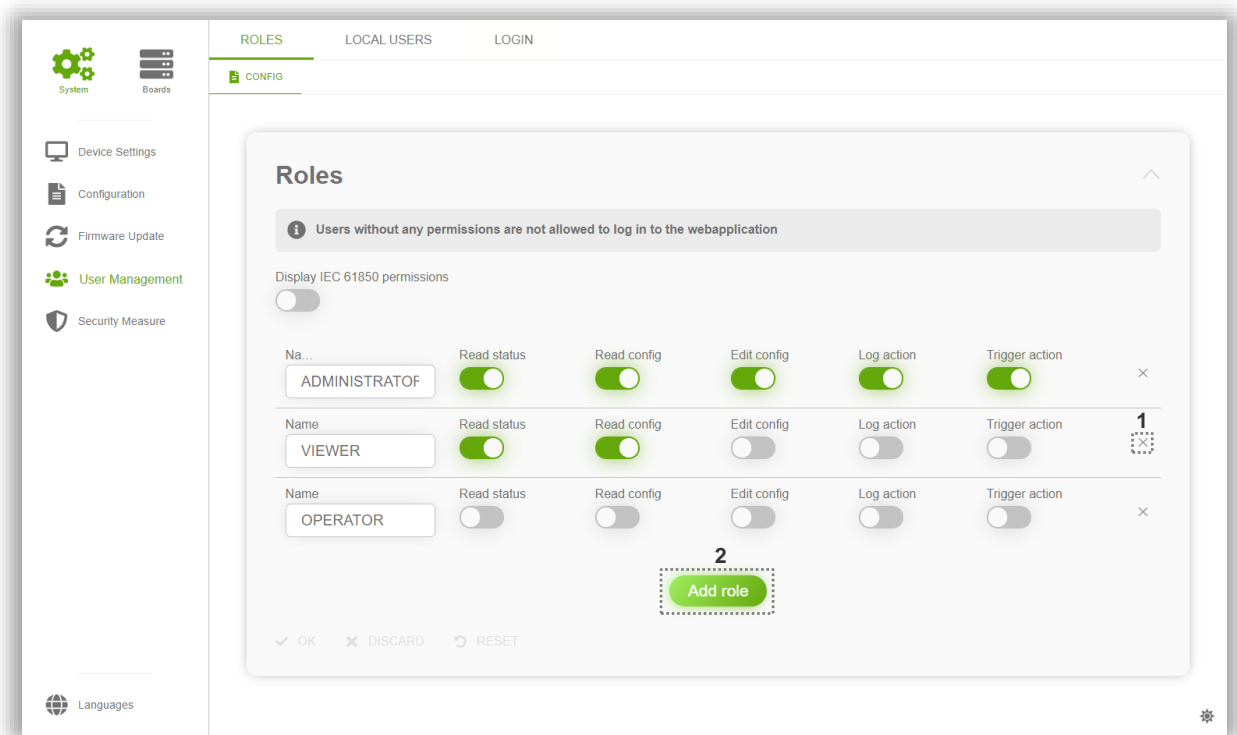 ROLES LOCAL USERS LOGIN
System Boards
CONFIG
Device Settings
Configuration
Firmware Update
User Management
Security Measure
Languages
Roles
Users without any permissions are not allowed to log in to the webapplication
Display IEC 61850 permissions
Na... Read status Read config Edit config Log action Trigger action
ADMINISTRATOR
1
Name Read status Read config Edit config Log action Trigger action
VIEWER
Name Read status Read config Edit config Log action Trigger action
OPERATOR
2
Add role
OK DISCARD RESET